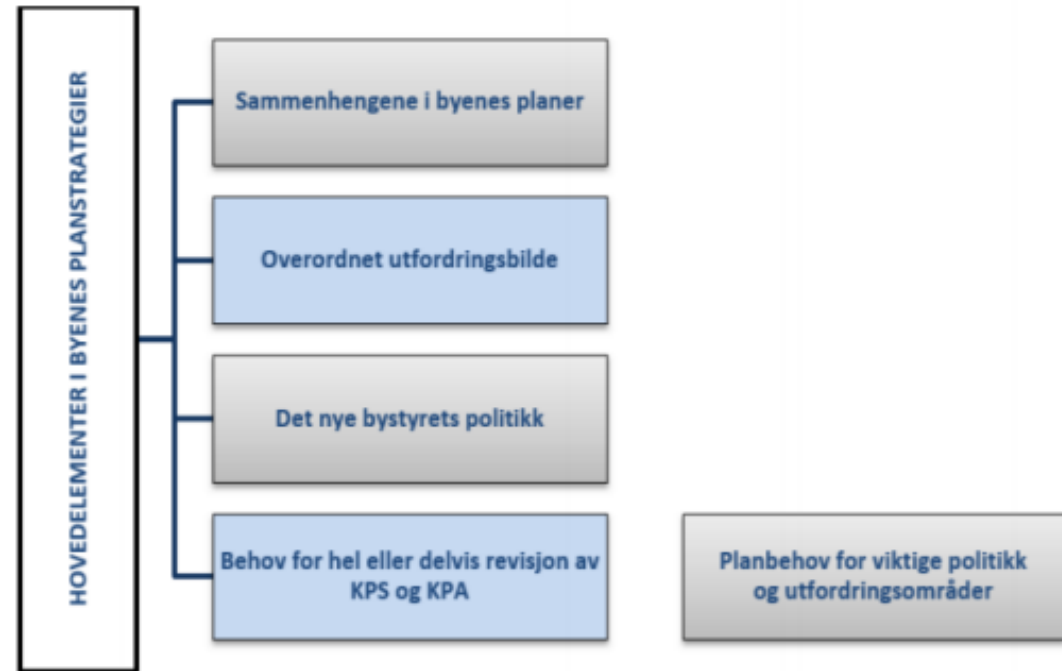 HOVEDELEMENTER I BYENES PLANSTRATEGIER
Sammenhengene i byenes planer
Overordnet utfordringsbilde
Det nye bystyrets politikk
Behov for hel eller delvis revisjon av
KPS og KPA
Planbehov for viktige politikk
og utfordringsområder